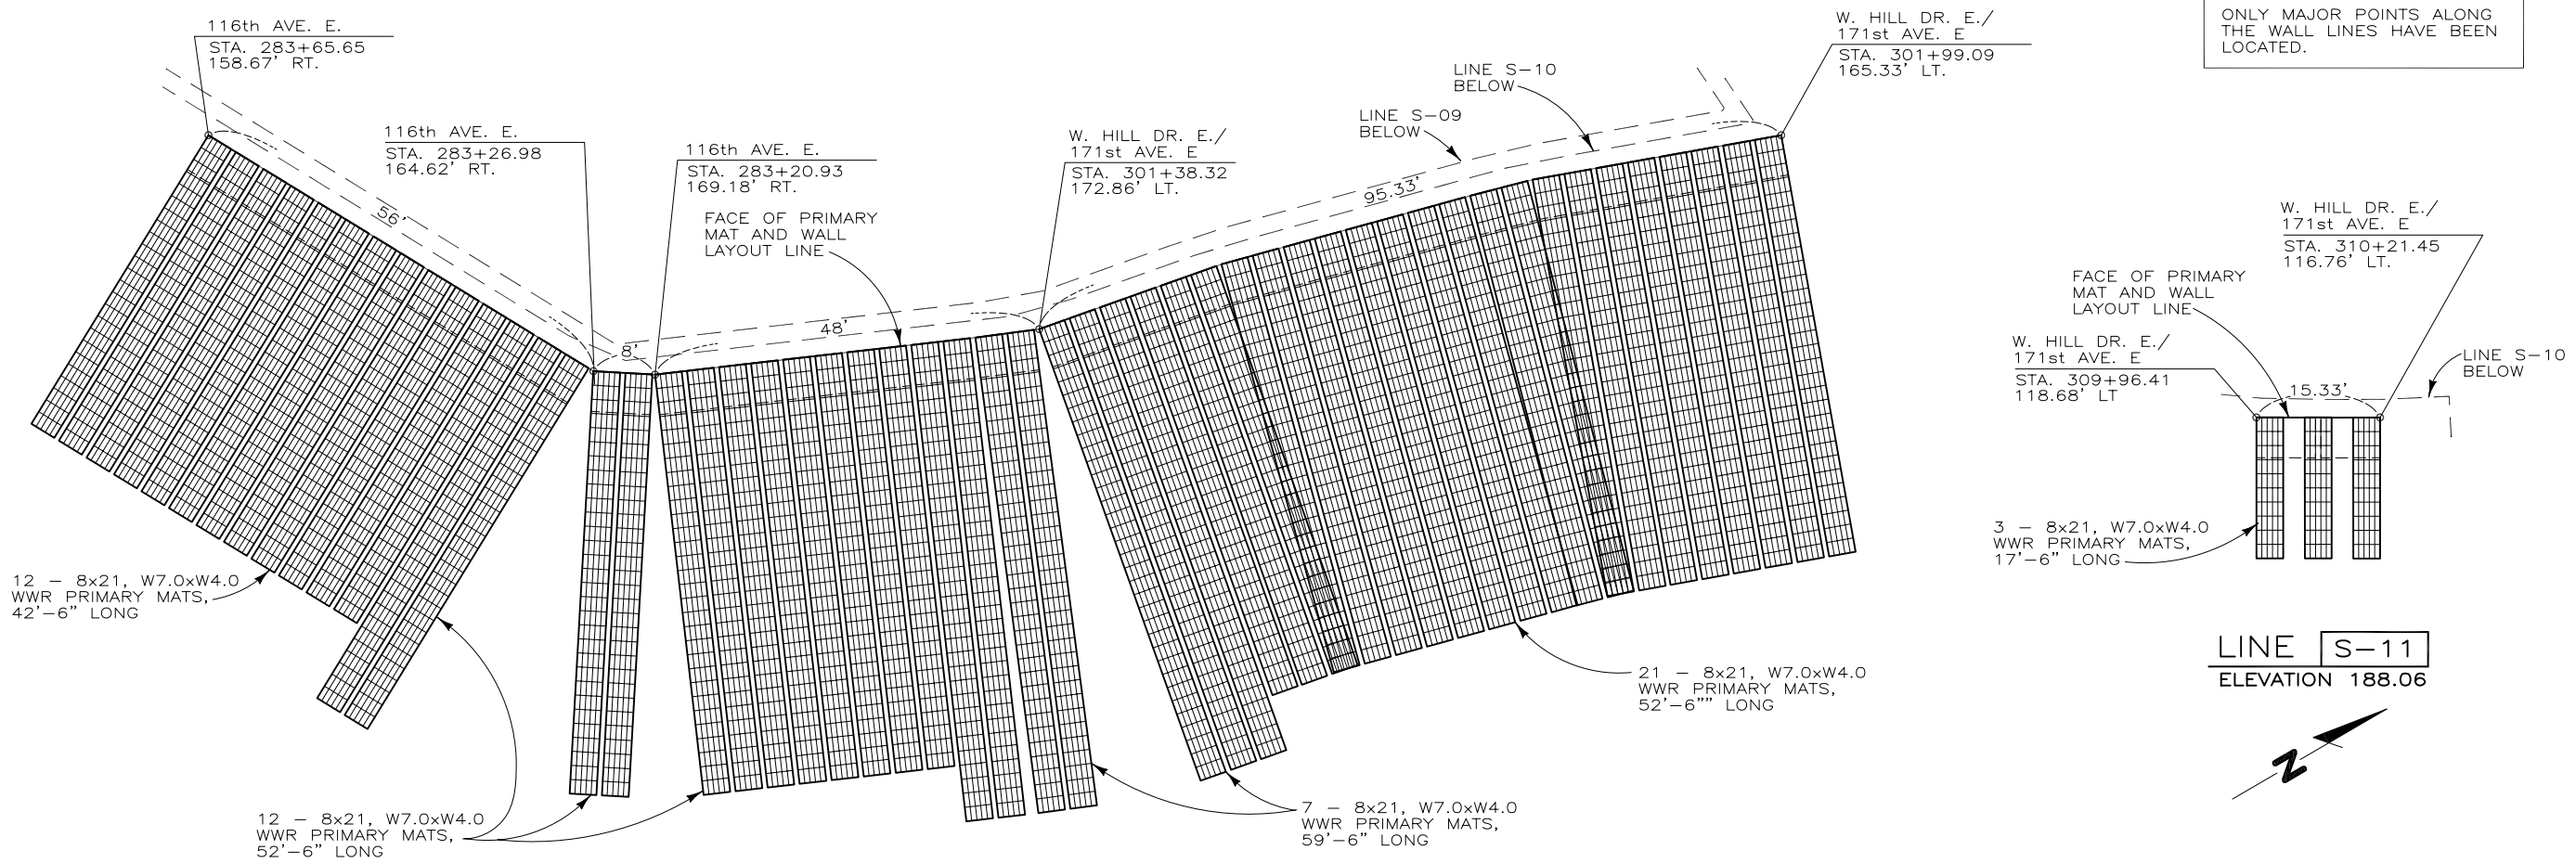 116th AVE. E.
STA. 283+65.65
158.67' RT.
116th AVE. E.
STA. 283+26.98
164.62' RT.
116th AVE. E.
STA. 283+20.93
169.18' RT.
FACE OF PRIMARY
MAT AND WALL
LAYOUT LINE
W. HILL DR. E./
171st AVE. E
STA. 301+38.32
172.86' LT.
LINE S-09
BELOW
LINE S-10
BELOW
W. HILL DR. E./
171st AVE. E
STA. 301+99.09
165.33' LT.
ONLY MAJOR POINTS ALONG
THE WALL LINES HAVE BEEN
LOCATED.
56'
8'
48'
95.33'
12 - 8x21, W7.0xW4.0
WWR PRIMARY MATS,
42'-6" LONG
12 - 8x21, W7.0xW4.0
WWR PRIMARY MATS,
52'-6" LONG
7 - 8x21, W7.0xW4.0
WWR PRIMARY MATS,
59'-6" LONG
21 - 8x21, W7.0xW4.0
WWR PRIMARY MATS,
52'-6"" LONG
W. HILL DR. E./
171st AVE. E
STA. 310+21.45
116.76' LT.
FACE OF PRIMARY
MAT AND WALL
LAYOUT LINE
W. HILL DR. E./
171st AVE. E
STA. 309+96.41
118.68' LT
LINE S-10
BELOW
15.33'
3 - 8x21, W7.0xW4.0
WWR PRIMARY MATS,
17'-6" LONG
LINE S-11
ELEVATION 188.06
N